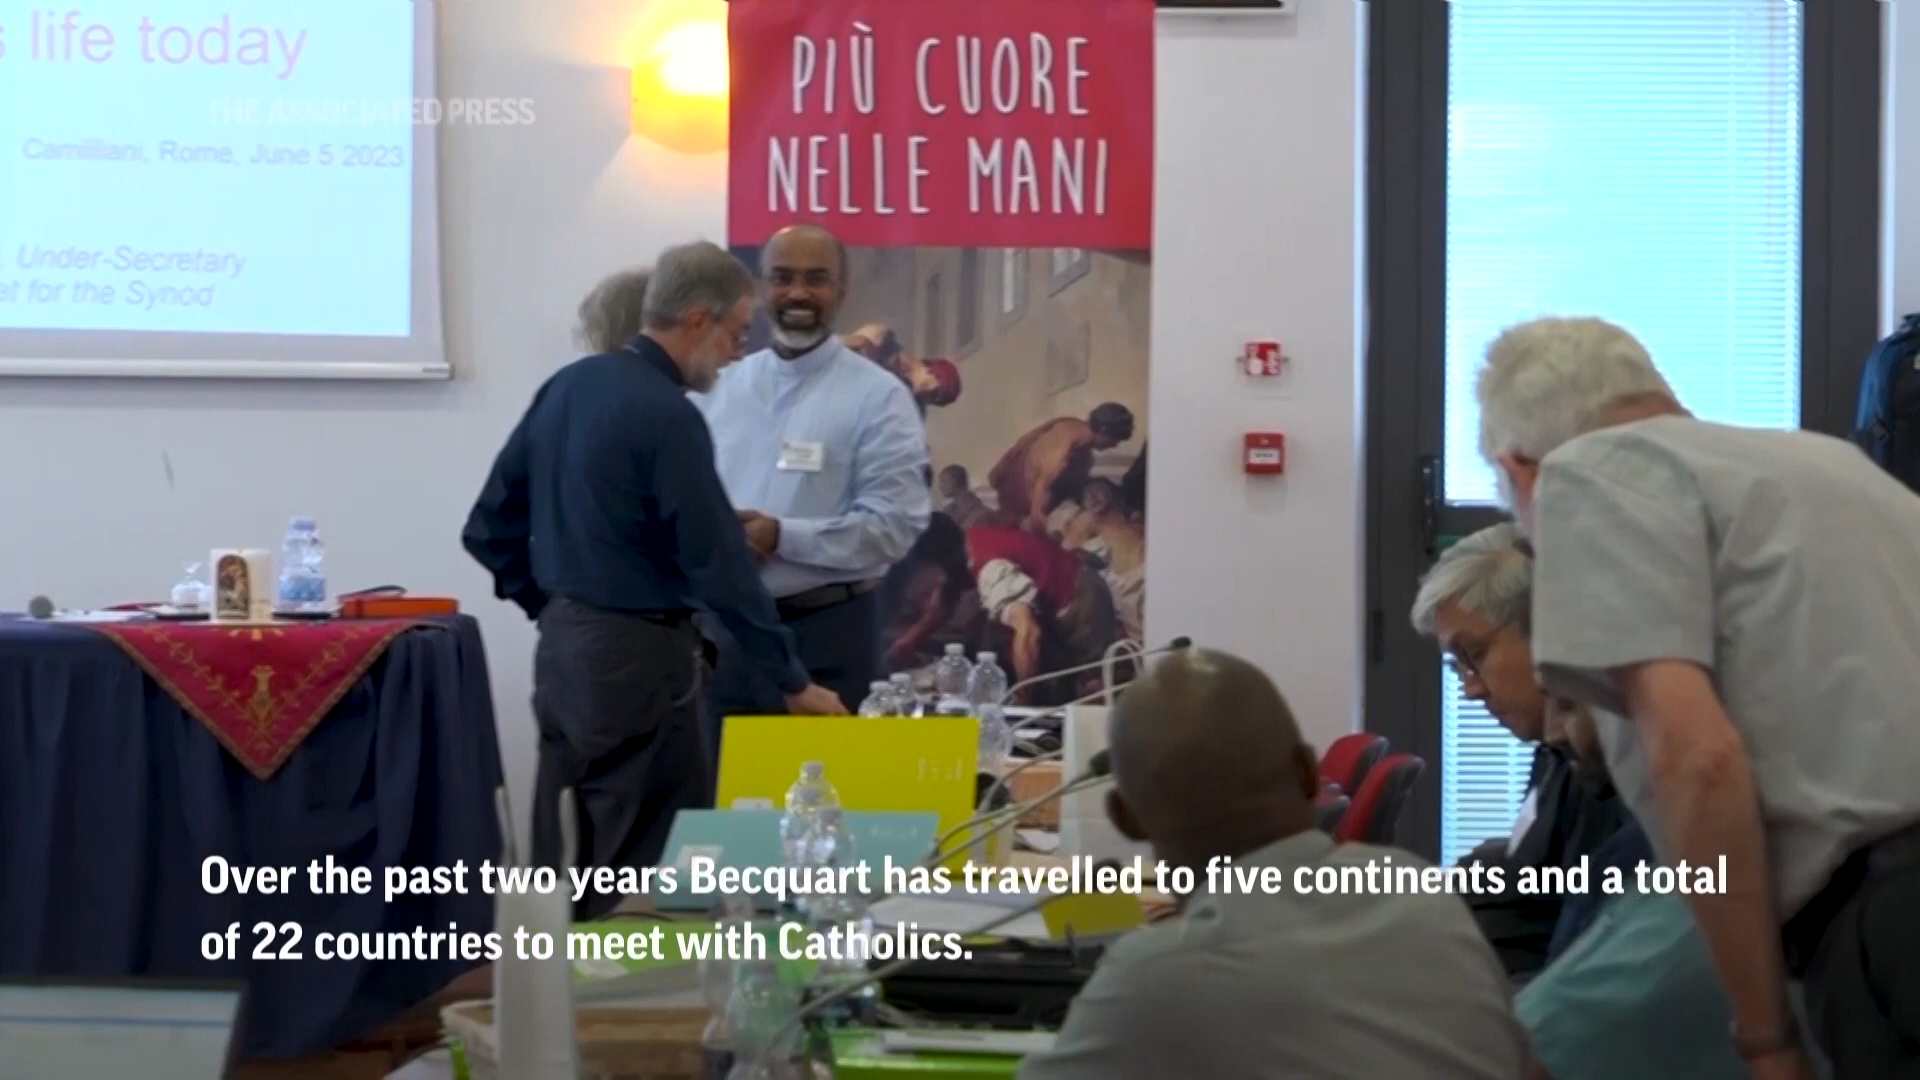 s life today
THE ASSOCIATED PRESS
Camilliani, Rome, June 5 2023
Under-Secretary
for the Synod
PIÙ CUORE
NELLE MANI
Over the past two years Becquart has travelled to five continents and a total
of 22 countries to meet with Catholics.